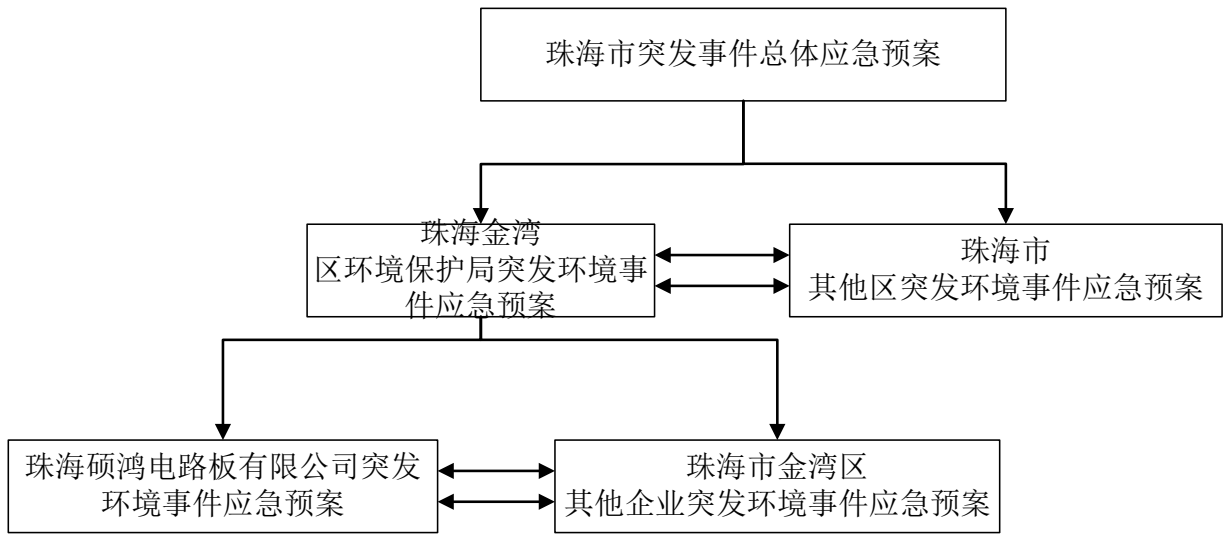 珠海市突发事件总体应急预案
珠海金湾
区环境保护局突发环境事
件应急预案
珠海市
其他区突发环境事件应急预案
珠海硕鸿电路板有限公司突发
环境事件应急预案
珠海市金湾区
其他企业突发环境事件应急预案